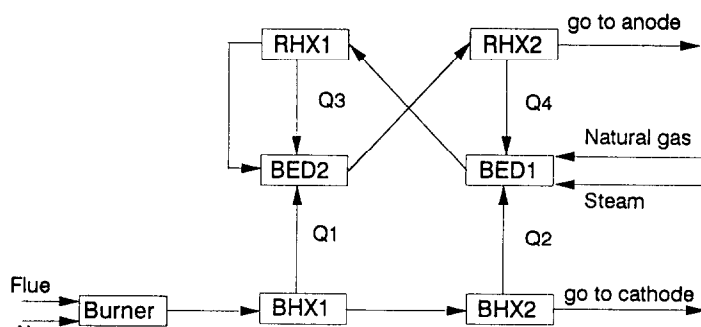 go to anode
RHX1
RHX2
Q3
Q4
Natural gas
BED2
BED1
Steam
Q1
Q2
Flue
go to cathode
Burner
BHX1
BHX2